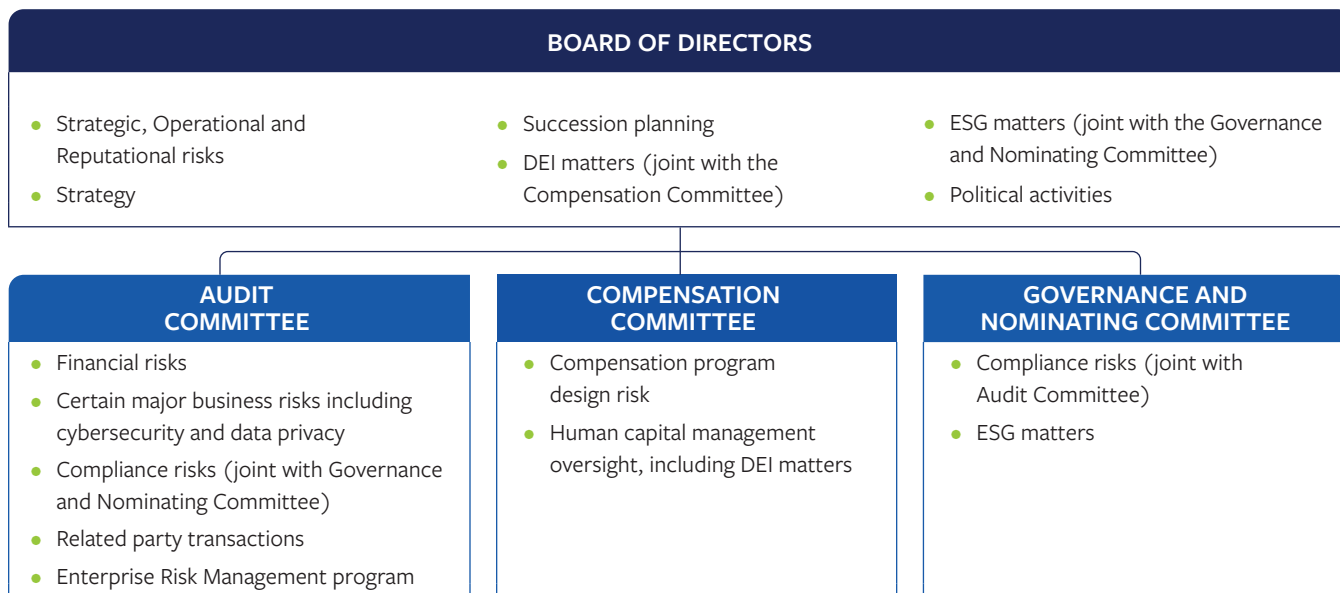 BOARD OF DIRECTORS
• Strategic, Operational and
Reputational risks
• Strategy
• Succession planning
• DEI matters (joint with the
Compensation Committee)
• ESG matters (joint with the Governance
and Nominating Committee)
• Political activities
AUDIT
COMMITTEE
• Financial risks
• Certain major business risks including
cybersecurity and data privacy
• Compliance risks (joint with Governance
and Nominating Committee)
• Related party transactions
• Enterprise Risk Management program
COMPENSATION
COMMITTEE
• Compensation program
design risk
• Human capital management
oversight, including DEI matters
GOVERNANCE AND
NOMINATING COMMITTEE
• Compliance risks (joint with
Audit Committee)
• ESG matters